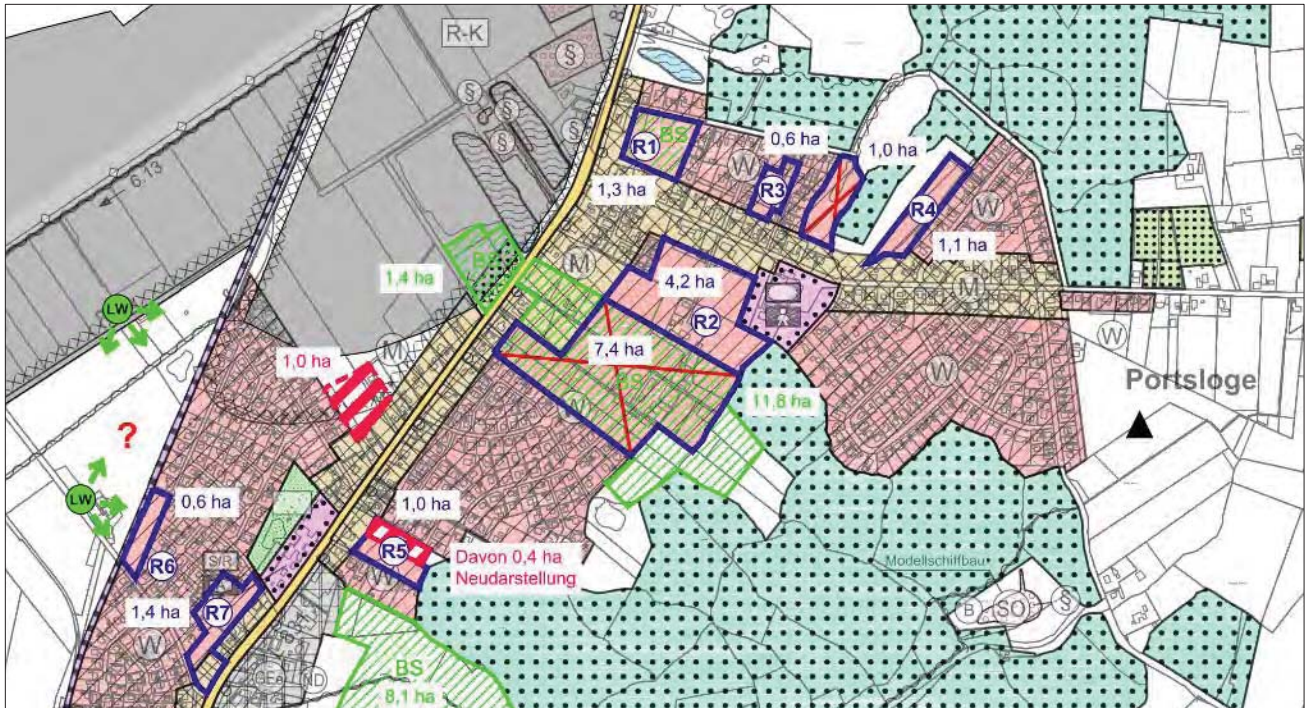 R-K
§
§
§
§
§
6.13
R1
BS
0,6 ha
1,0 ha
W
R3
R4
W
1,3 ha
1,1 ha
BS
1,4 ha
M
4,2 ha
M
R2
W
LW
7,4 ha
BS
W
Portsloge
1,0 ha
M
W
11,8 ha
?
LW
0,6 ha
1,0 ha
R5
Davon 0,4 ha
Neudarstellung
W
S/R
R6
1,4 ha
R7
W
Modellschiffbau
B
SO
§
BS
8,1 ha
GE
ND